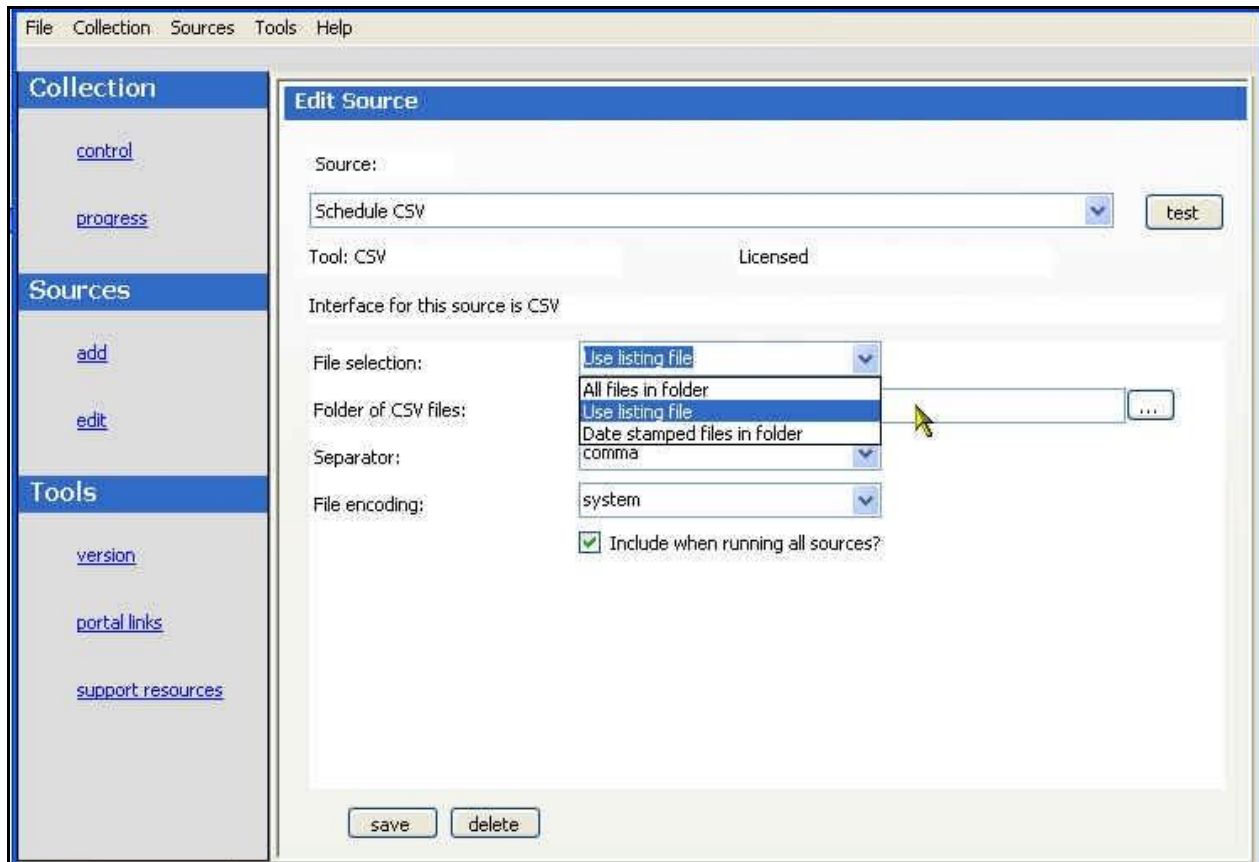 File Collection Sources Tools Help
Collection
control
progress
Sources
add
edit
Tools
version
portal links
support resources
Edit Source
Source:
Schedule CSV
test
Tool: CSV
Licensed
Interface for this source is CSV
File selection:
Use listing file
All files in folder
Use listing file
Date stamped files in folder
Folder of CSV files:
...
Separator:
comma
File encoding:
system
Include when running all sources?
save
delete